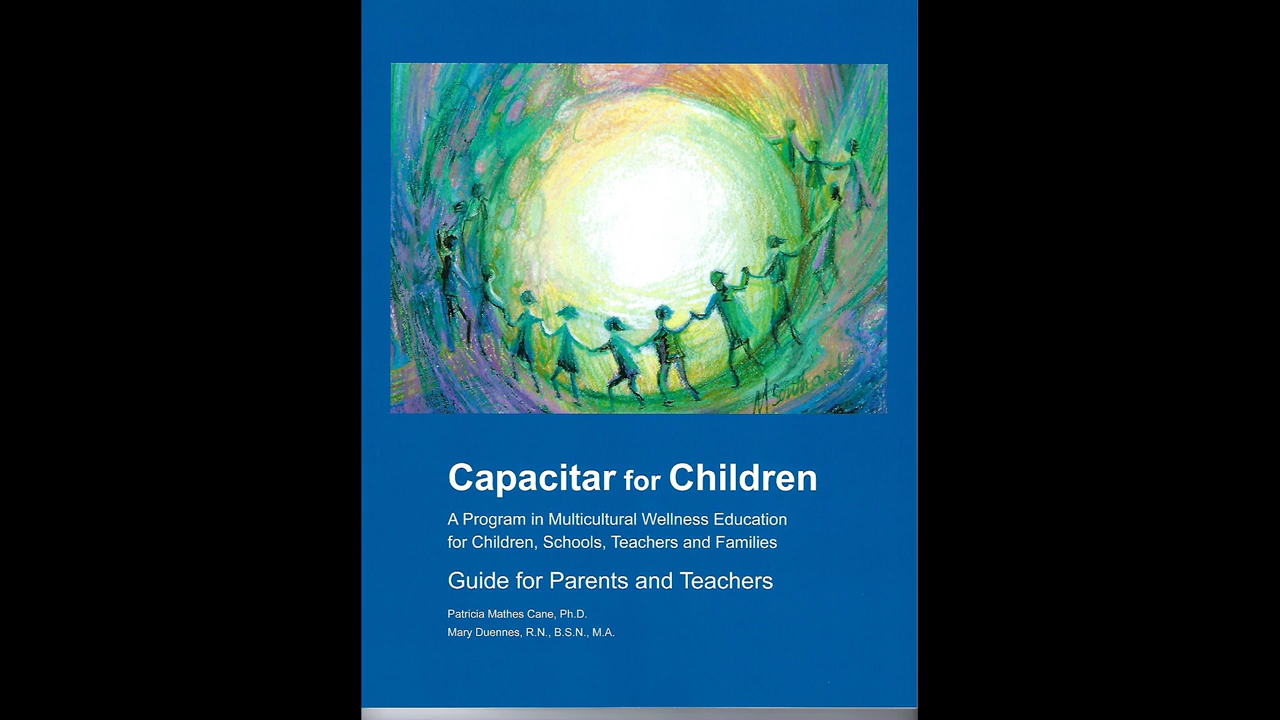 Capacitar for Children
A Program in Multicultural Wellness Education
for Children, Schools, Teachers and Families
Guide for Parents and Teachers
Patricia Mathes Cane, Ph.D.
Mary Duennes, R.N., B.S.N., M.A.